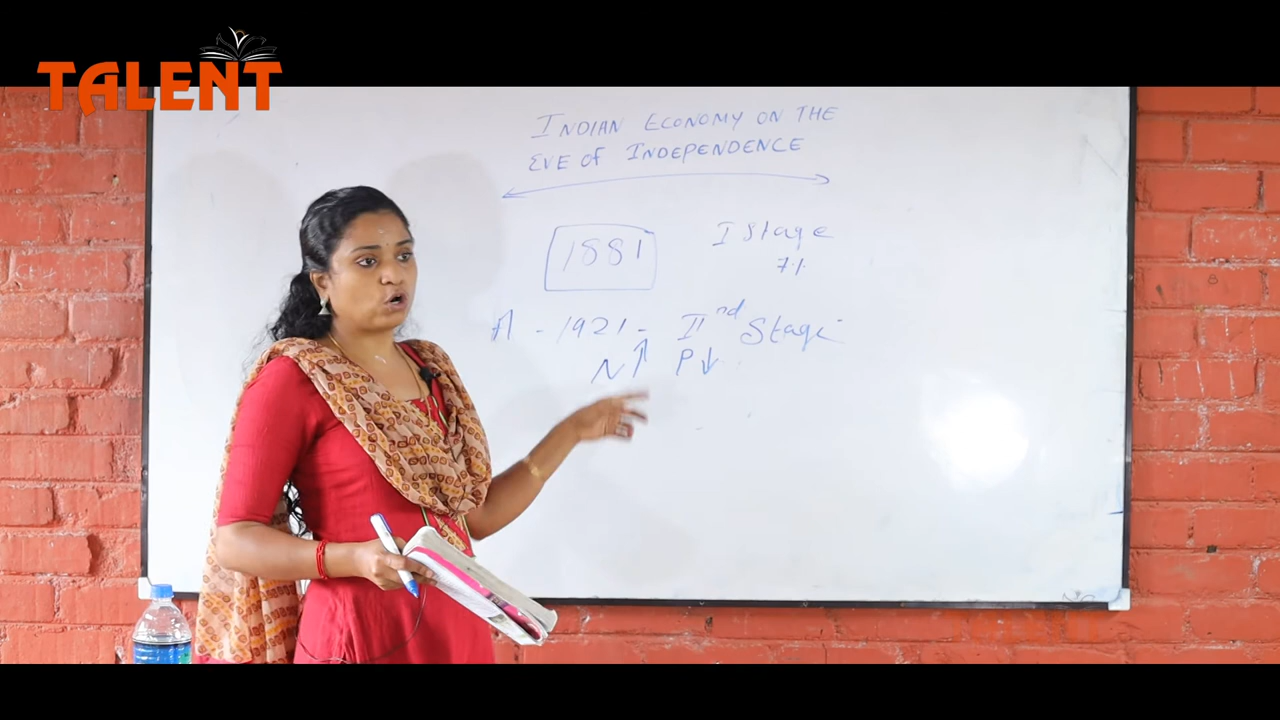 TALENT
INDIAN ECONOMY ON THE
EVE of INDEPENDENCE
1881 I Stage
7%
A - 1921 - IInd Stage
N↑ P↓